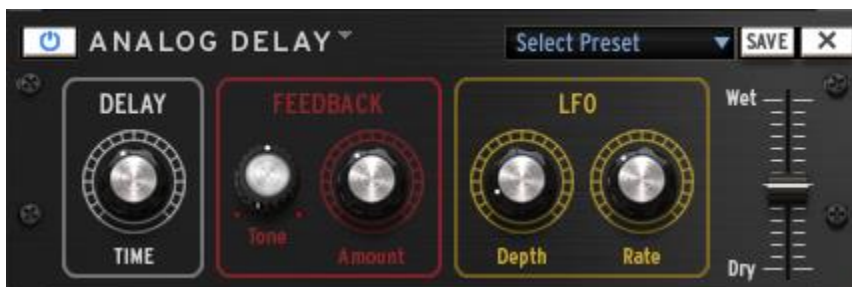 ANALOG DELAY
Select Preset
SAVE
DELAY
TIME
FEEDBACK
Tone
Amount
LFO
Depth
Rate
Wet
Dry